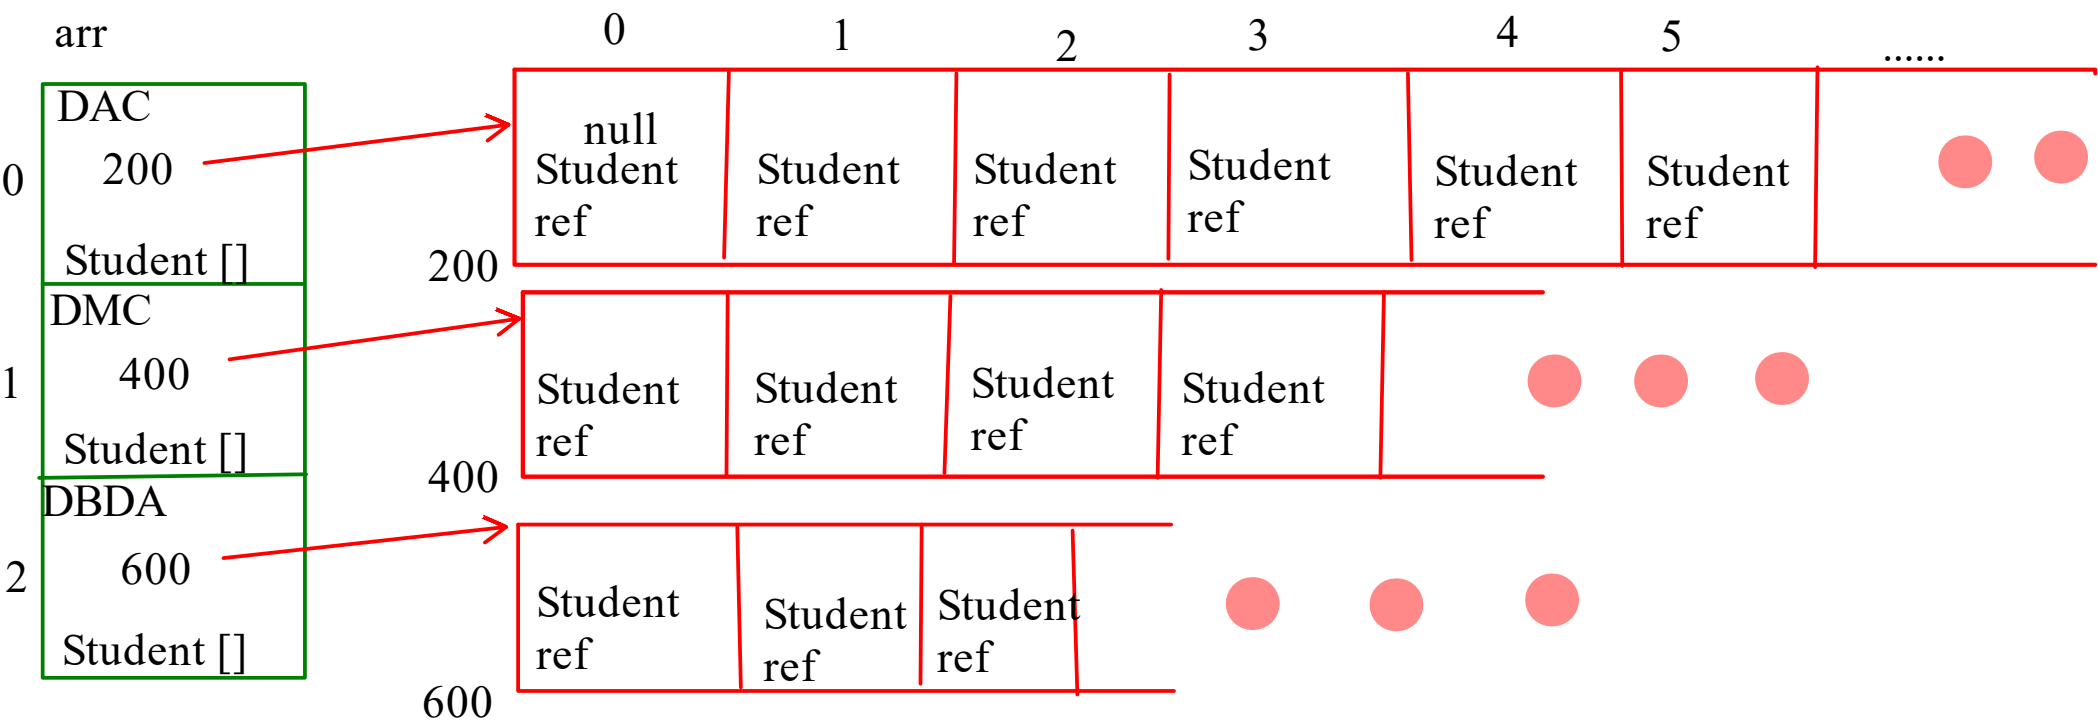 arr
0
1
2
3
4
5
......
0
DAC
200
Student []
null
Student
ref
Student
ref
Student
ref
Student
ref
Student
ref
Student
ref
200
1
DMC
400
Student []
Student
ref
Student
ref
Student
ref
Student
ref
400
2
DBDA
600
Student []
Student
ref
Student
ref
Student
ref
600